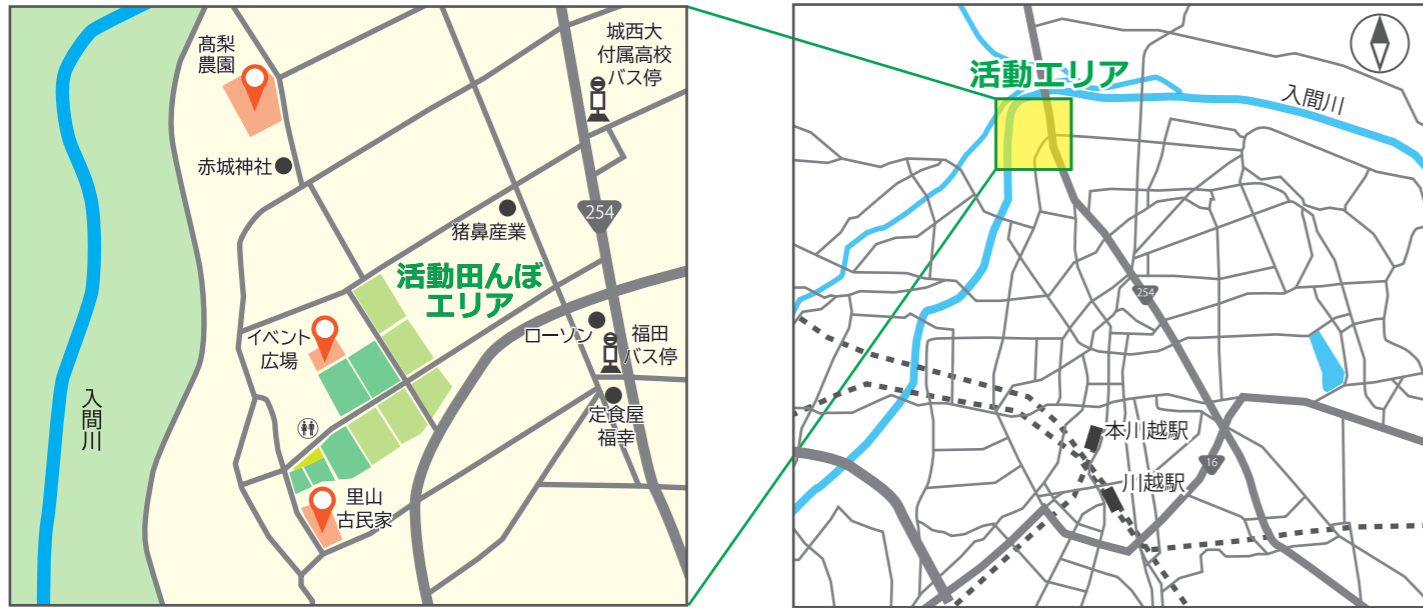 髙梨
農園
赤城神社
城西大
付属高校
バス停
猪鼻産業
254
活動田んぼ
エリア
イベント
広場
ローソン
福田
バス停
定食屋
福幸
入間川
里山
古民家
活動エリア
入間川
254
本川越駅
川越駅
16